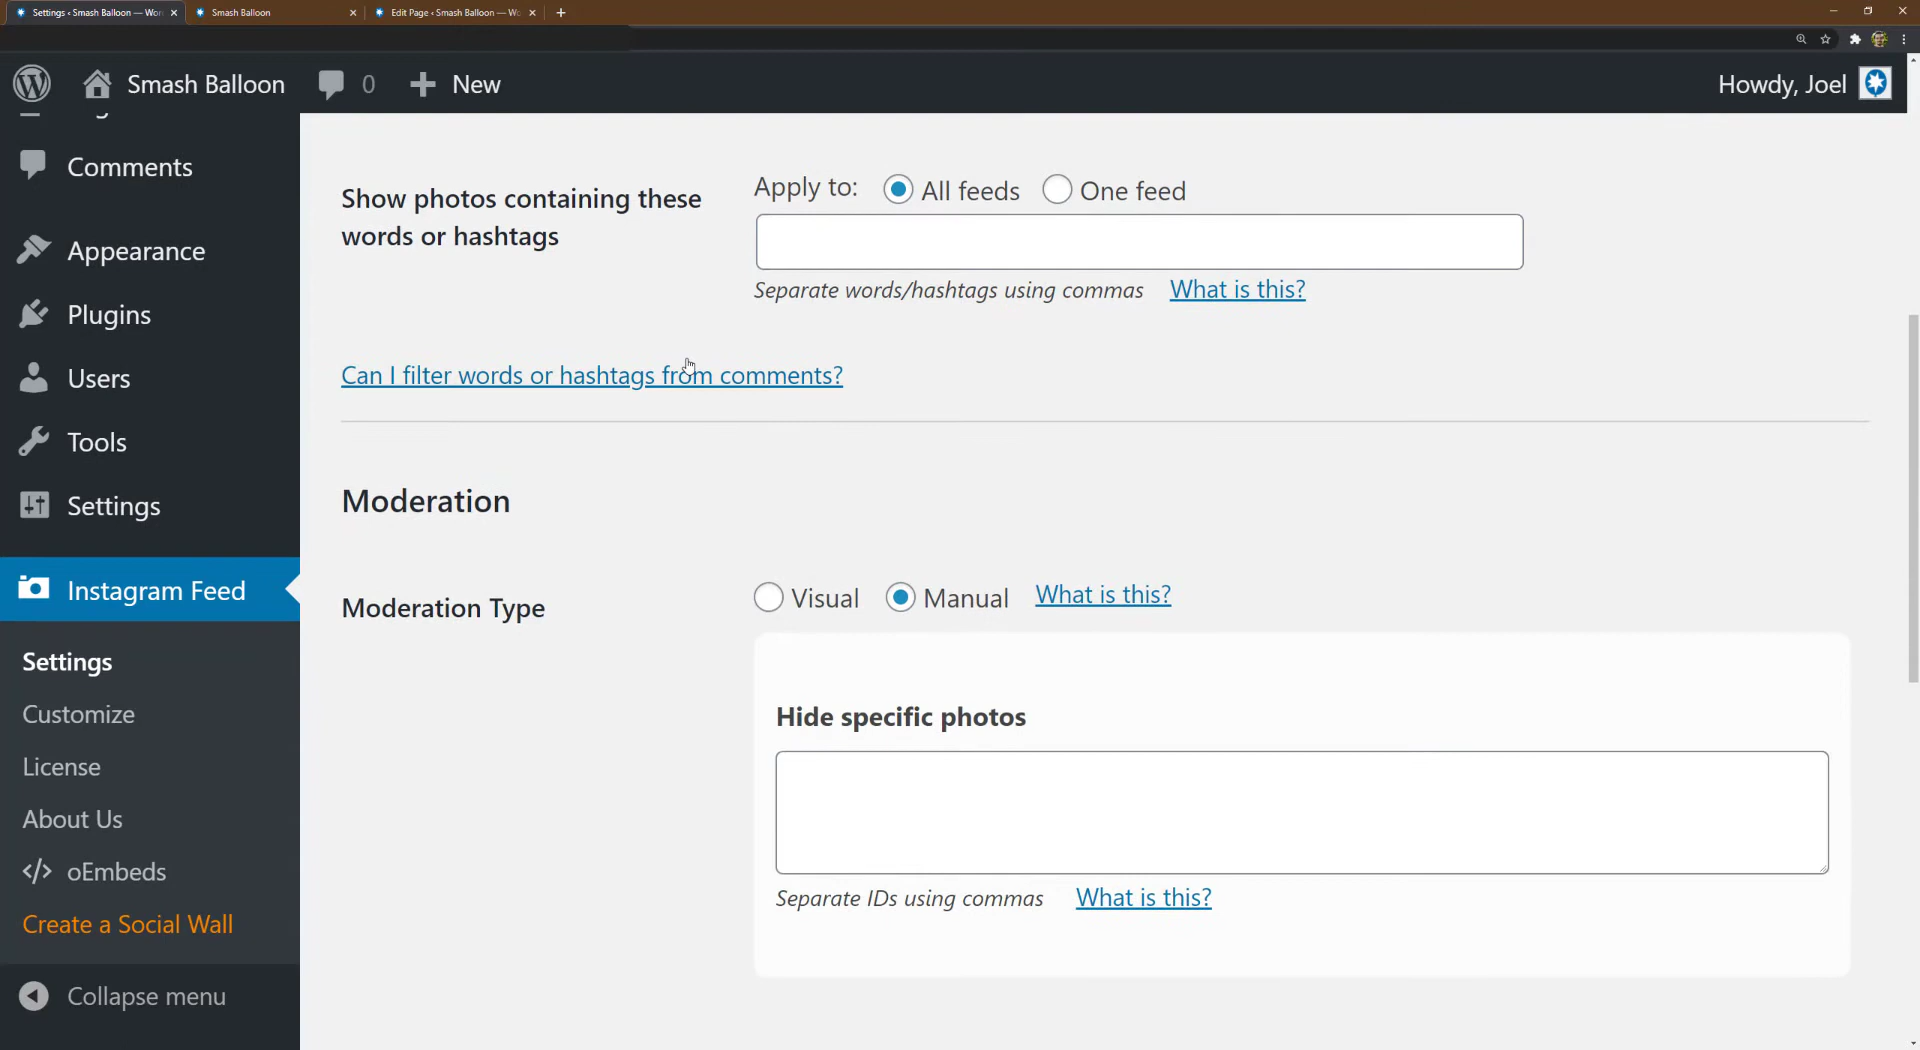 Settings ‹ Smash Balloon — Wor
Smash Balloon
Edit Page ‹ Smash Balloon — Wo
Smash Balloon
0
New
Howdy, Joel
Comments
Appearance
Plugins
Users
Tools
Settings
Instagram Feed
Settings
Customize
License
About Us
oEmbeds
Create a Social Wall
Collapse menu
Show photos containing these
words or hashtags
Apply to: All feeds One feed
Separate words/hashtags using commas What is this?
Can I filter words or hashtags from comments?
Moderation
Moderation Type
Visual Manual What is this?
Hide specific photos
Separate IDs using commas What is this?